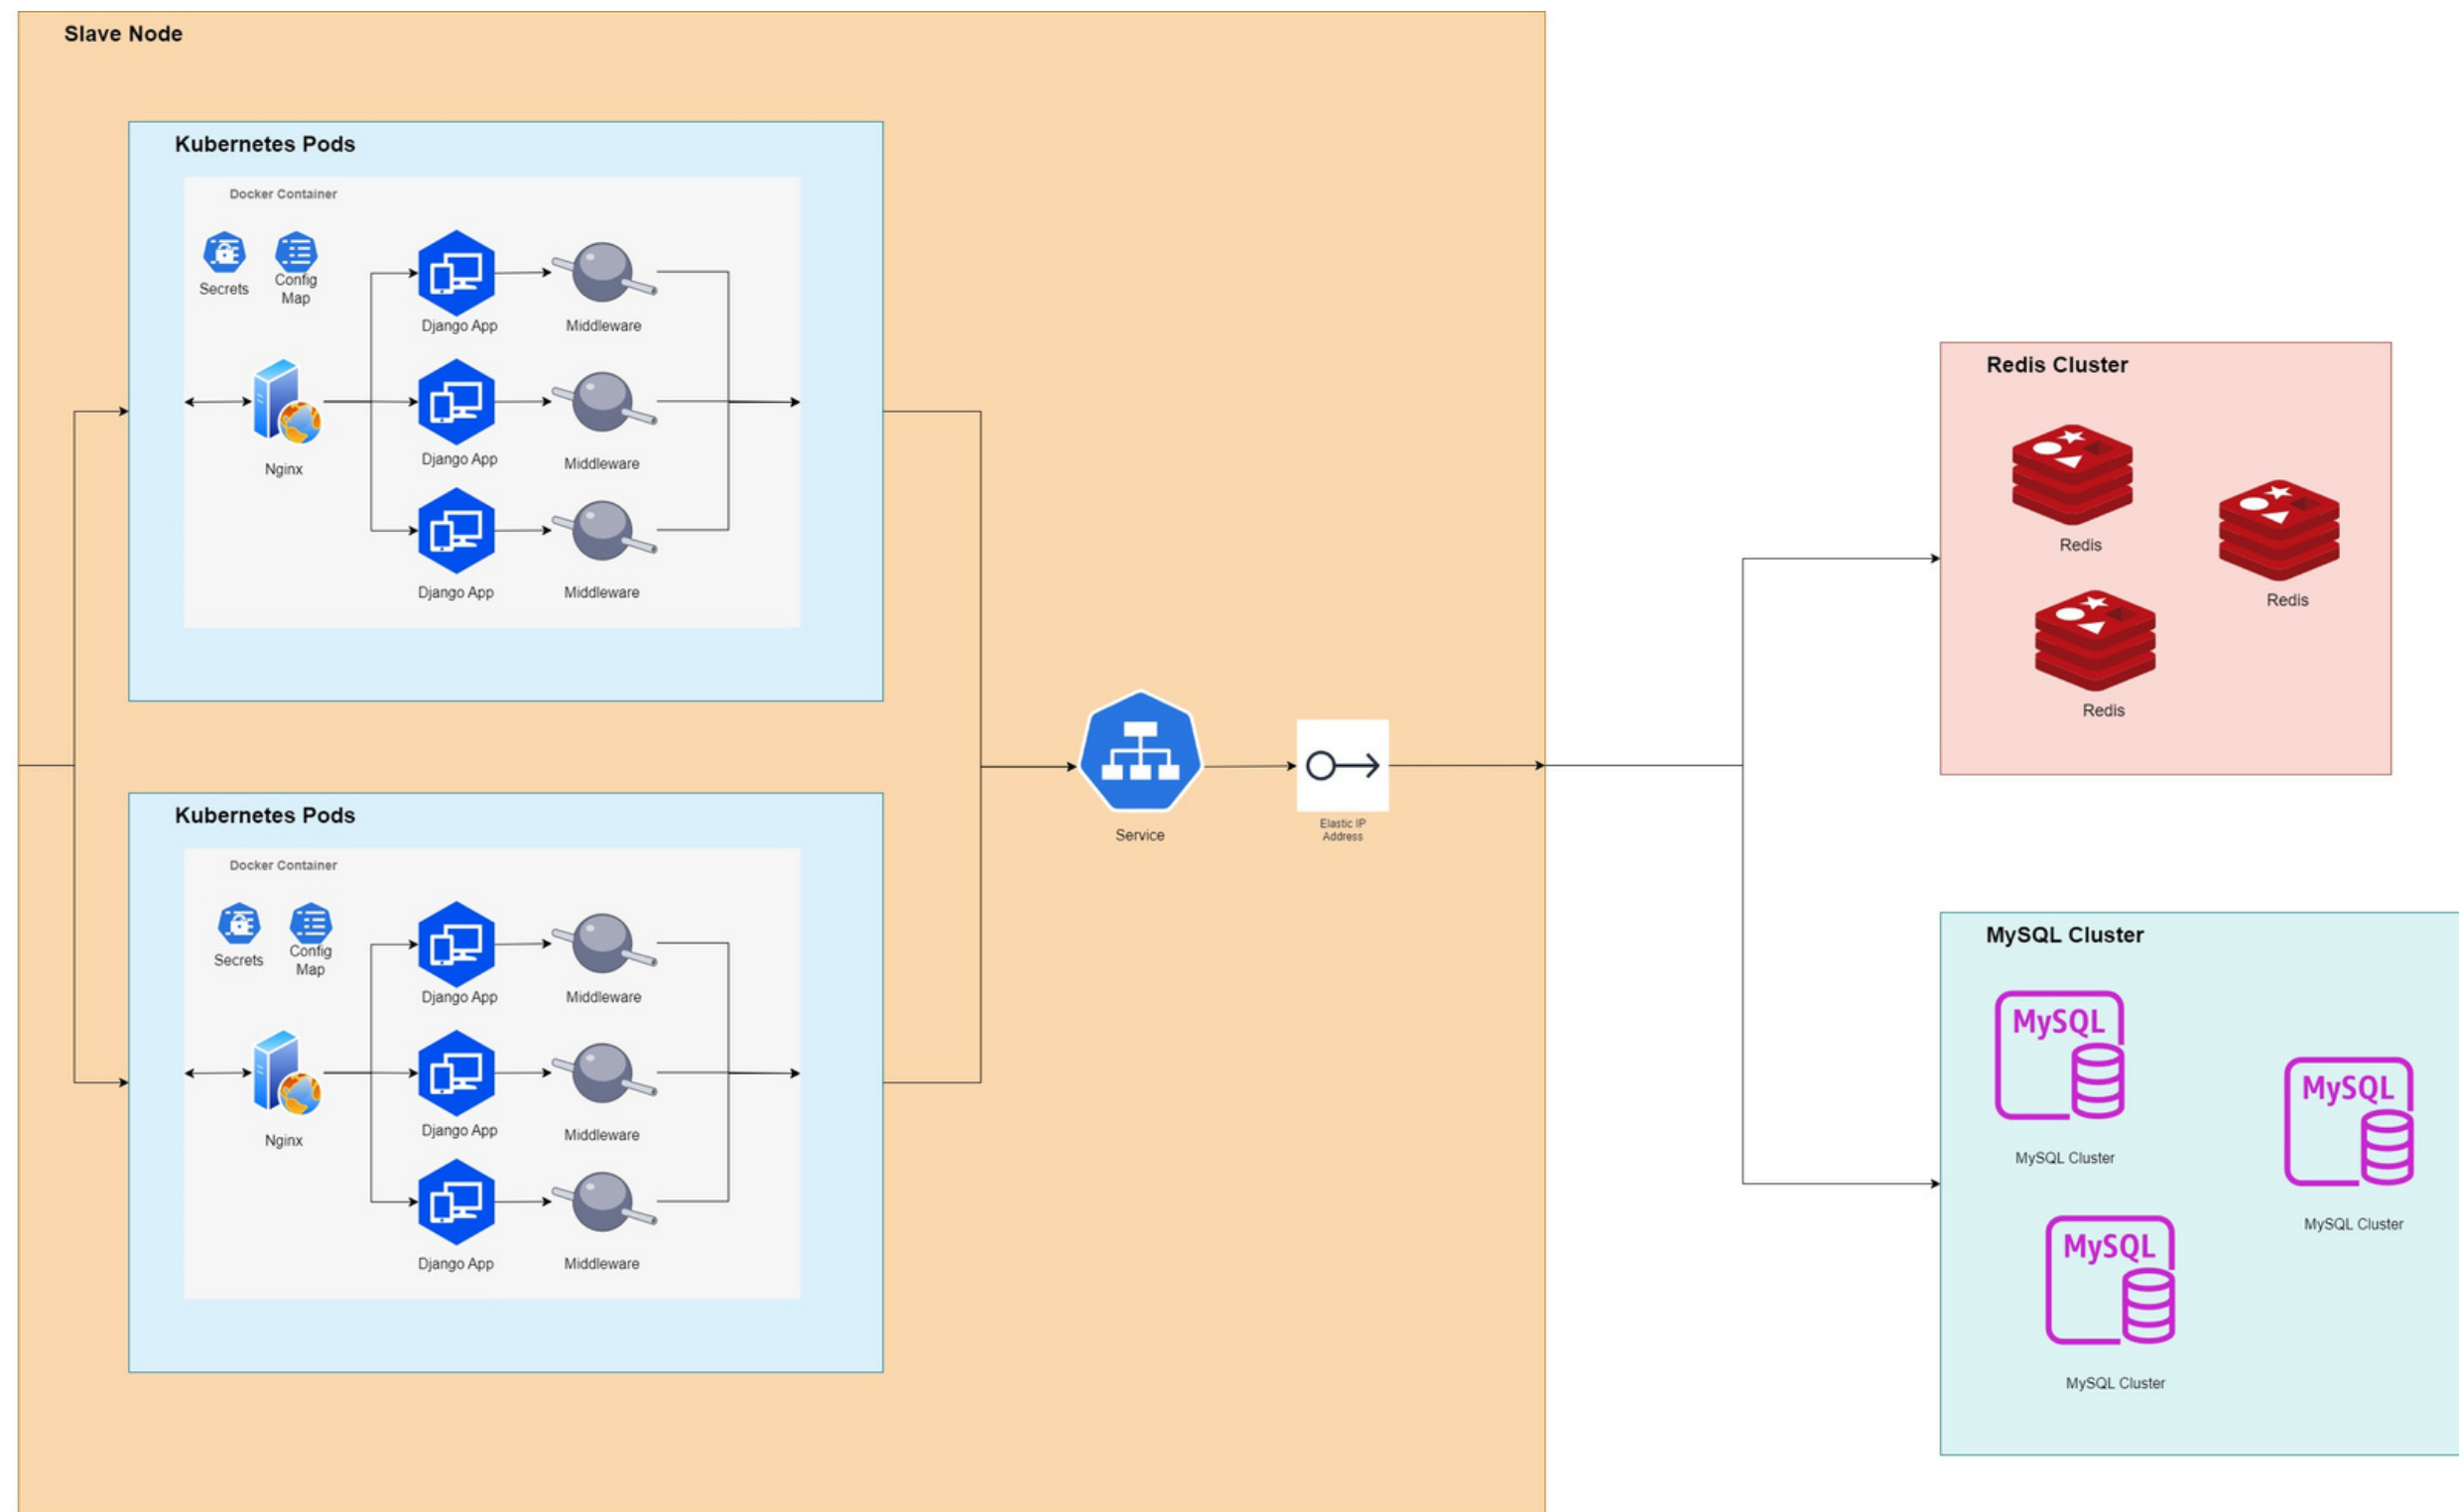 Slave Node
Kubernetes Pods
Docker Container
Secrets
Config
Map
Django App
Middleware
Nginx
Django App
Middleware
Django App
Middleware
Kubernetes Pods
Docker Container
Secrets
Config
Map
Django App
Middleware
Nginx
Django App
Middleware
Django App
Middleware
Service
Elastic IP
Address
Redis Cluster
Redis
Redis
Redis
MySQL Cluster
MySQL
MySQL Cluster
MySQL
MySQL Cluster
MySQL
MySQL Cluster